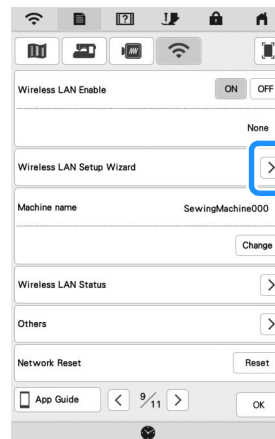 Wireless LAN Enable
ON OFF
None
Wireless LAN Setup Wizard
Machine name SewingMachine000
Change
Wireless LAN Status
Others
Network Reset Reset
App Guide < 9/11 > OK